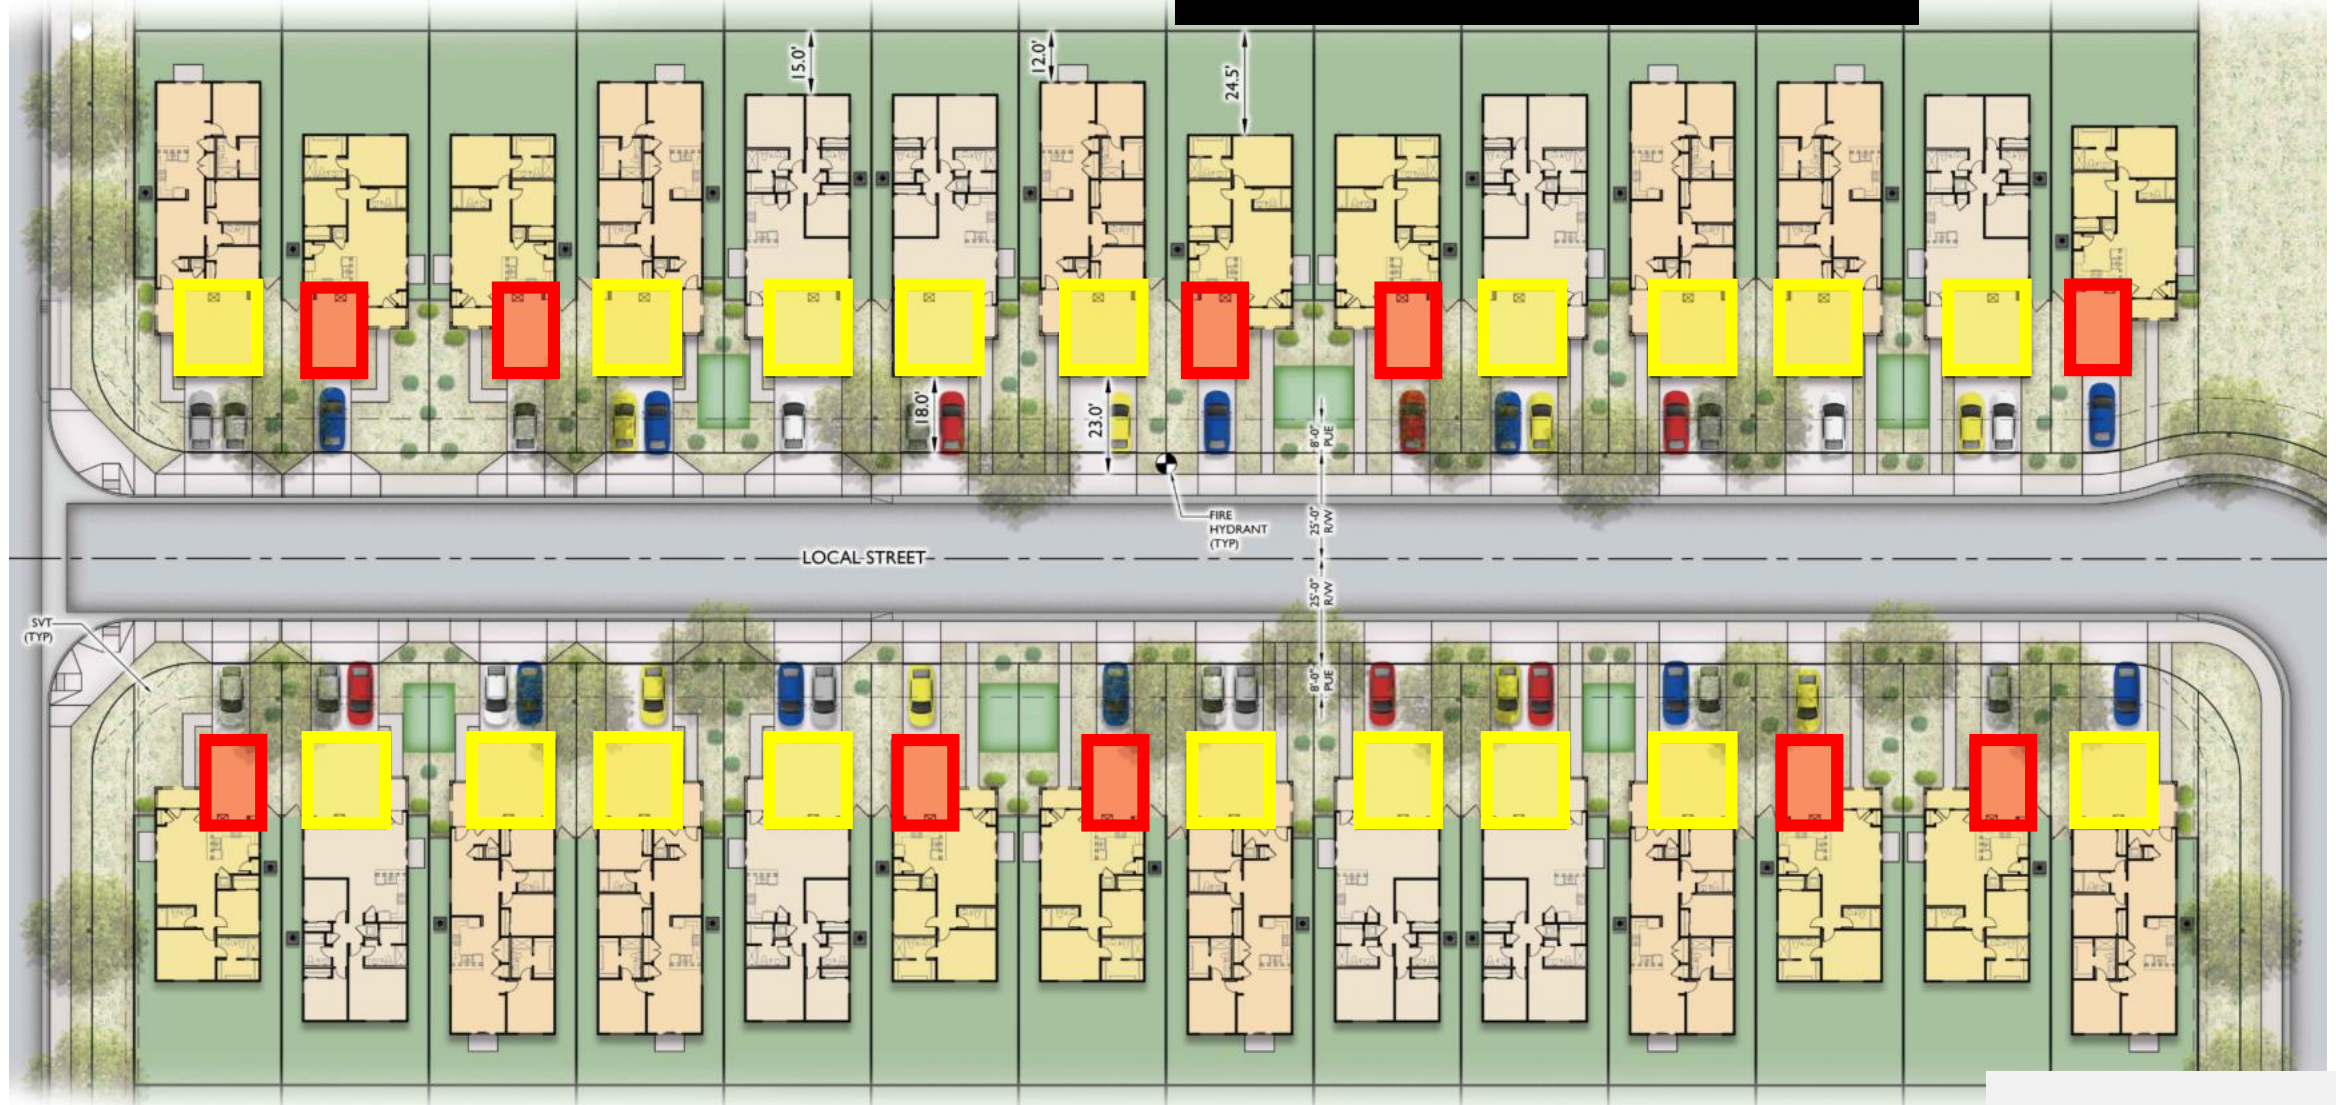 15.0'
12.0'
24.5'
18.0'
23.0'
8'-0"
PUE
FIRE
HYDRANT
(TYP)
25'-0"
R/W
LOCAL STREET
25'-0"
R/W
SVT
(TYP)
8'-0"
PUE